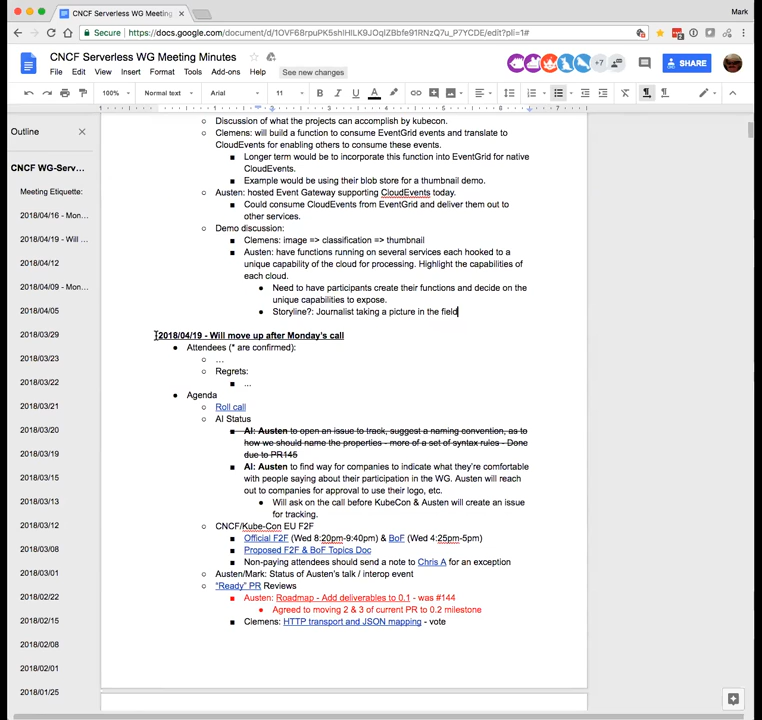 CNCF Serverless WG Meeting
Mark
Secure
https://docs.google.com/document/d/1OVF68rpuPK5shlHILK9JOqlZBbfe91RNzQ7u_P7YCDE/edit?pli=1#
CNCF Serverless WG Meeting Minutes
File Edit View Insert Format Tools Add-ons Help See new changes
+7
SHARE
100% Normal text Arial 11
Outline
CNCF WG-Serv...
Meeting Etiquette:
2018/04/16 - Mon...
2018/04/19 - Will ...
2018/04/12
2018/04/09 - Mon...
2018/04/05
2018/03/29
2018/03/23
2018/03/22
2018/03/21
2018/03/20
2018/03/19
2018/03/15
2018/03/13
2018/03/12
2018/03/08
2018/03/01
2018/02/22
2018/02/15
2018/02/08
2018/02/01
2018/01/25
Discussion of what the projects can accomplish by kubecon.
Clemens: will build a function to consume EventGrid events and translate to
CloudEvents for enabling others to consume these events.
Longer term would be to incorporate this function into EventGrid for native
CloudEvents.
Example would be using their blob store for a thumbnail demo.
Austen: hosted Event Gateway supporting CloudEvents today.
Could consume CloudEvents from EventGrid and deliver them out to
other services.
Demo discussion:
Clemens: image => classification => thumbnail
Austen: have functions running on several services each hooked to a
unique capability of the cloud for processing. Highlight the capabilities of
each cloud.
Need to have participants create their functions and decide on the
unique capabilities to expose.
Storyline?: Journalist taking a picture in the field
2018/04/19 - Will move up after Monday's call
Attendees (* are confirmed):
...
Regrets:
...
Agenda
Roll call
AI Status
AI: Austen to open an issue to track, suggest a naming convention, as to
how we should name the properties - more of a set of syntax rules - Done
due to PR145
AI: Austen to find way for companies to indicate what they're comfortable
with people saying about their participation in the WG. Austen will reach
out to companies for approval to use their logo, etc.
Will ask on the call before KubeCon & Austen will create an issue
for tracking.
CNCF/Kube-Con EU F2F
Official F2F (Wed 8:20pm-9:40pm) & BoF (Wed 4:25pm-5pm)
Proposed F2F & BoF Topics Doc
Non-paying attendees should send a note to Chris A for an exception
Austen/Mark: Status of Austen's talk / interop event
"Ready" PR Reviews
Austen: Roadmap - Add deliverables to 0.1 - was #144
Agreed to moving 2 & 3 of current PR to 0.2 milestone
Clemens: HTTP transport and JSON mapping - vote